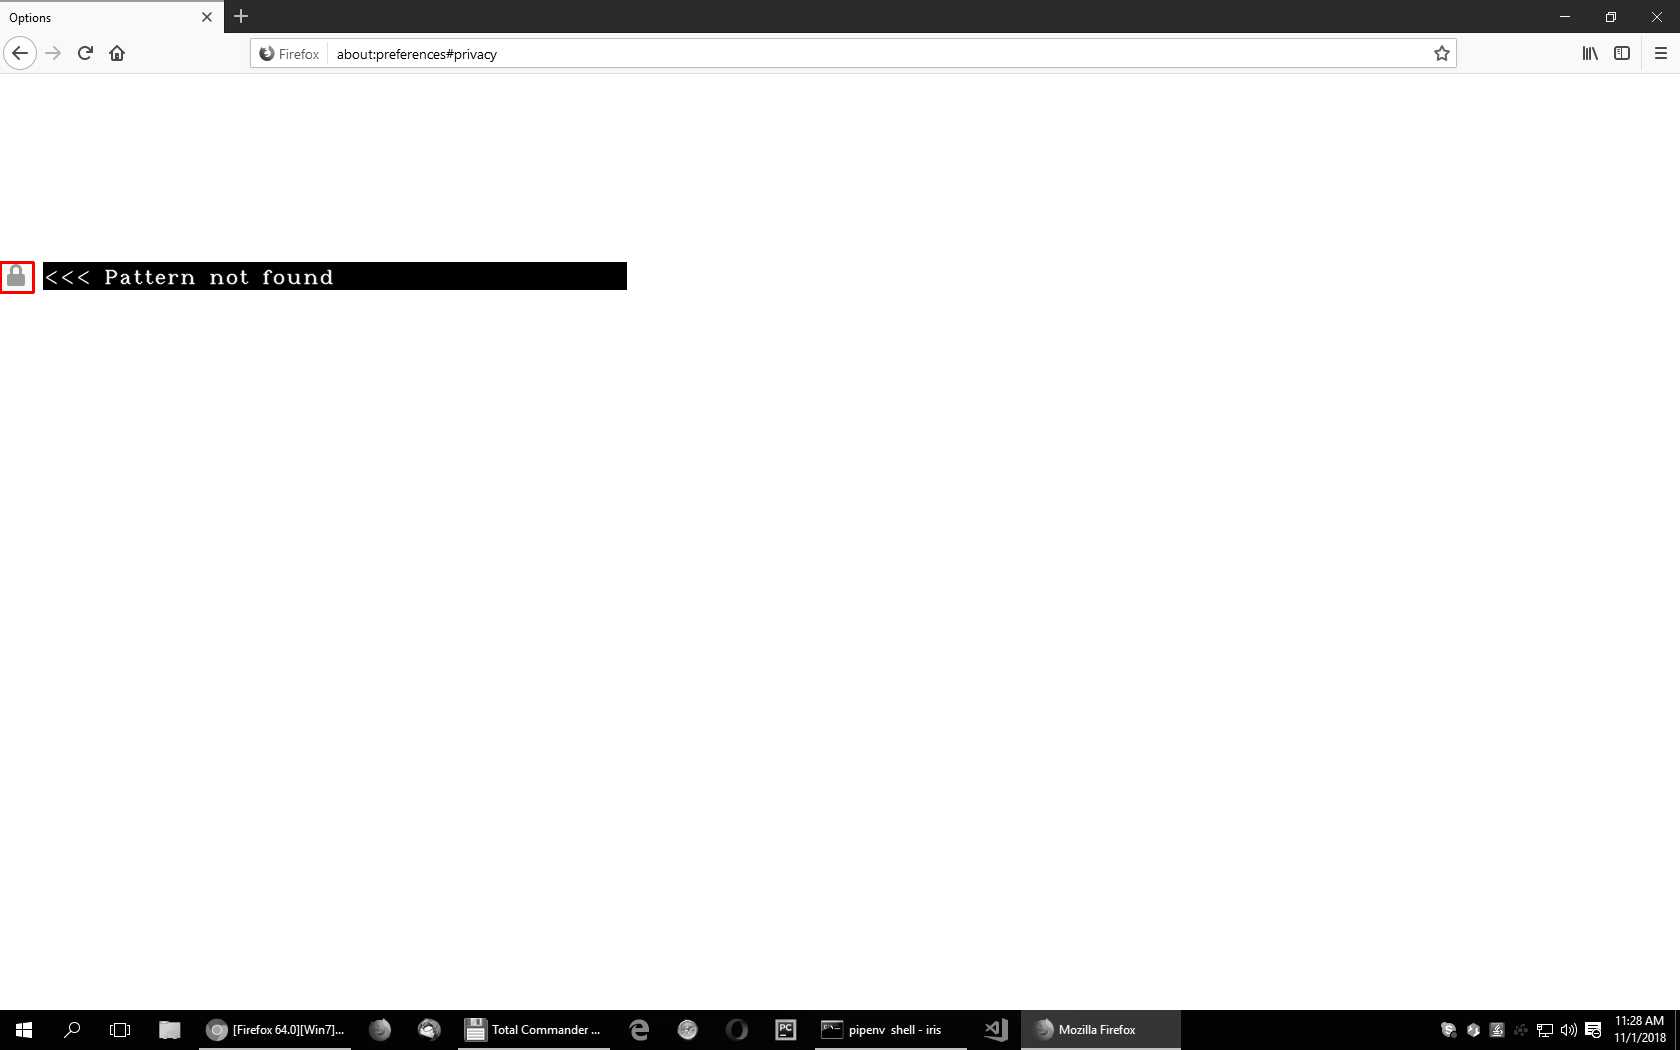 Options
Firefox about:preferences#privacy
<<< Pattern not found
[Firefox 64.0][Win7]...
Total Commander ...
PC
pipenv shell - iris
Mozilla Firefox
11:28 AM
11/1/2018